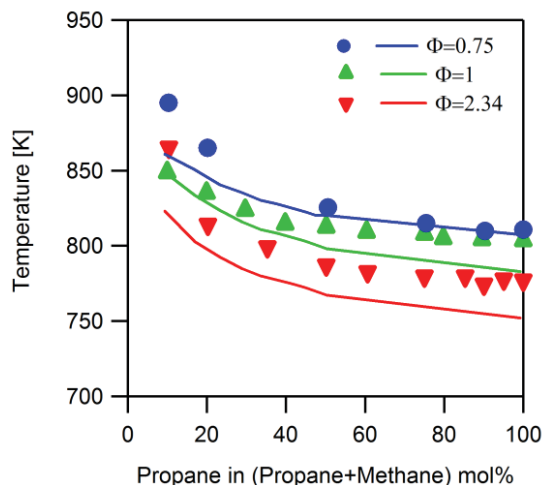 950
900
850
800
750
700
Temperature [K]
Φ=0.75
Φ=1
Φ=2.34
0
20
40
60
80
100
Propane in (Propane+Methane) mol%